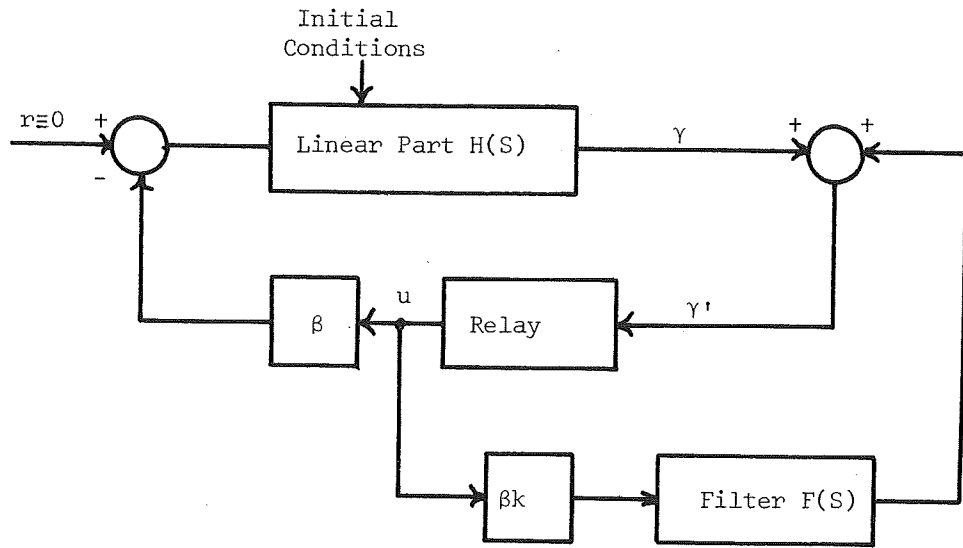 Initial
Conditions
r≡0
+
-
Linear Part H(S)
γ
+
+
β
u
Relay
γ'
βk
Filter F(S)